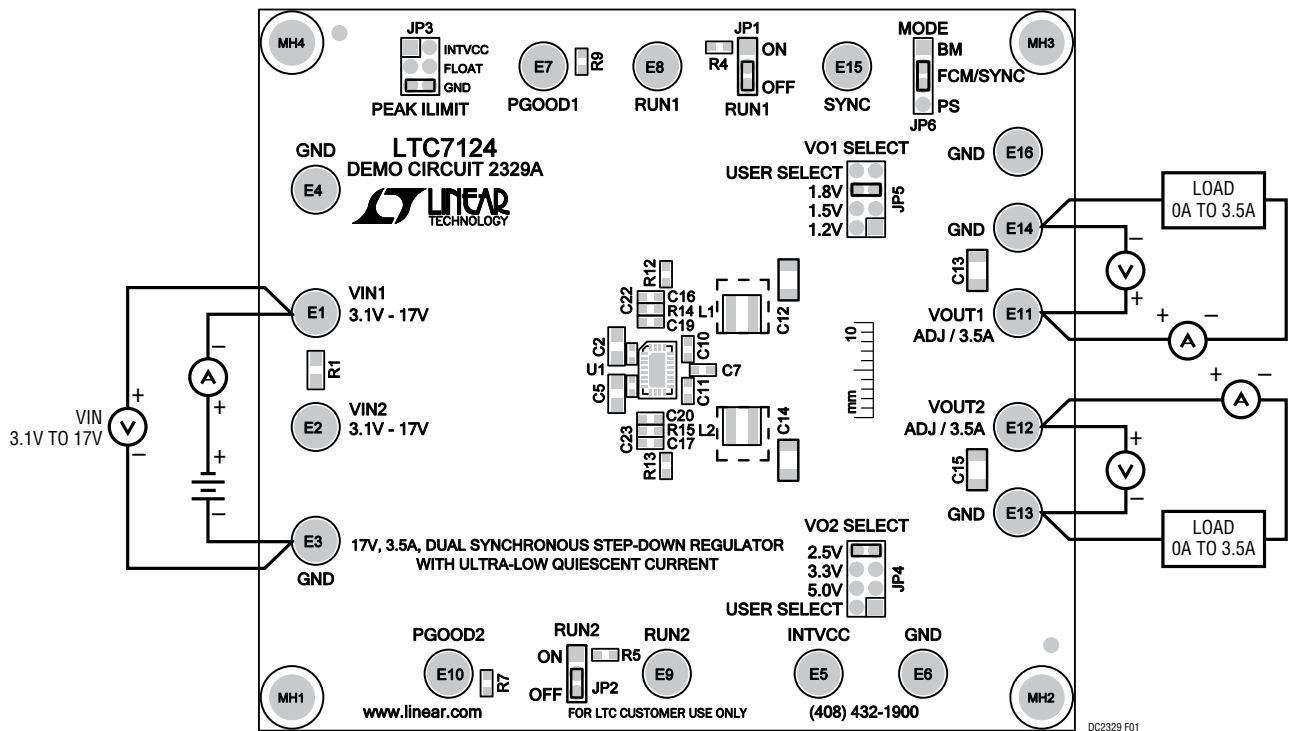 MH4
JP3
INTVCC
FLOAT
GND
PEAK ILIMIT
E7
R9
PGOOD1
E8
RUN1
R4
JP1
ON
OFF
RUN1
E15
SYNC
MODE
BM
FCM/SYNC
PS
JP6
MH3
GND
E4
LTC7124
DEMO CIRCUIT 2329A
LINEAR
TECHNOLOGY
VO1 SELECT
USER SELECT
1.8V
1.5V
1.2V
JP5
GND
E16
GND
E14
LOAD
0A TO 3.5A
C13
–
V
+
VOUT1
ADJ / 3.5A
E11
+
–
A
E1
VIN1
3.1V - 17V
R1
E2
VIN2
3.1V - 17V
–
A
+
+
–
VIN
3.1V TO 17V
+
V
–
E3
GND
R12
C22
C16
R14
C19
L1
C12
C2
C10
U1
C7
C5
C11
C20
R15
C17
C23
L2
C14
R13
10
mm
+
–
A
VOUT2
ADJ / 3.5A
E12
C15
+
V
–
GND
E13
LOAD
0A TO 3.5A
17V, 3.5A, DUAL SYNCHRONOUS STEP-DOWN REGULATOR
WITH ULTRA-LOW QUIESCENT CURRENT
VO2 SELECT
2.5V
3.3V
5.0V
USER SELECT
JP4
MH1
PGOOD2
E10
R7
RUN2
ON
OFF
R5
JP2
RUN2
E9
INTVCC
E5
GND
E6
MH2
www.linear.com
FOR LTC CUSTOMER USE ONLY
(408) 432-1900
DC2329 F01